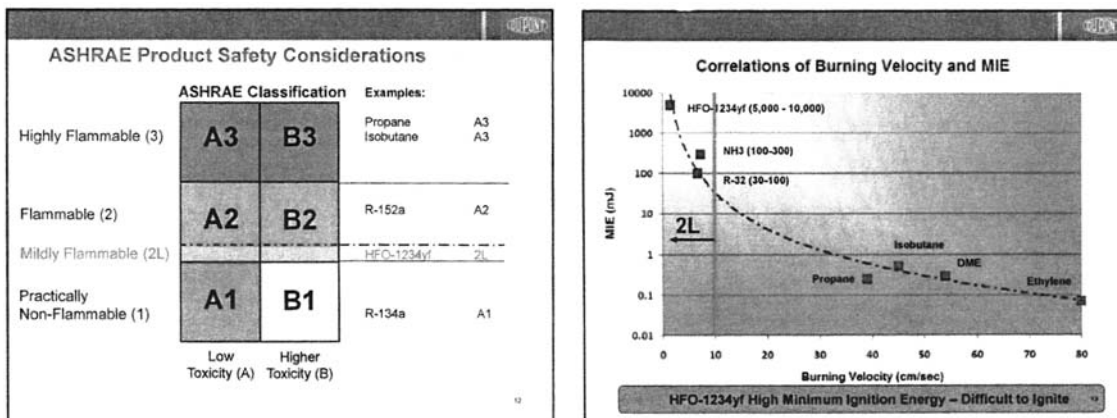 DUPONT
ASHRAE Product Safety Considerations
ASHRAE Classification Examples:
Highly Flammable (3) A3 B3 Propane A3
Isobutane A3
Flammable (2) A2 B2 R-152a A2
Mildly Flammable (2L) HFO-1234yf 2L
Practically
Non-Flammable (1) A1 B1 R-134a A1
Low
Toxicity (A)
Higher
Toxicity (B)
12
DUPONT
Correlations of Burning Velocity and MIE
MIE (mJ)
10000
1000
100
10
1
0.1
0.01
HFO-1234yf (5,000 - 10,000)
NH3 (100-300)
R-32 (30-100)
2L
Isobutane
DME
Propane
Ethylene
0 10 20 30 40 50 60 70 80
Burning Velocity (cm/sec)
HFO-1234yf High Minimum Ignition Energy – Difficult to Ignite